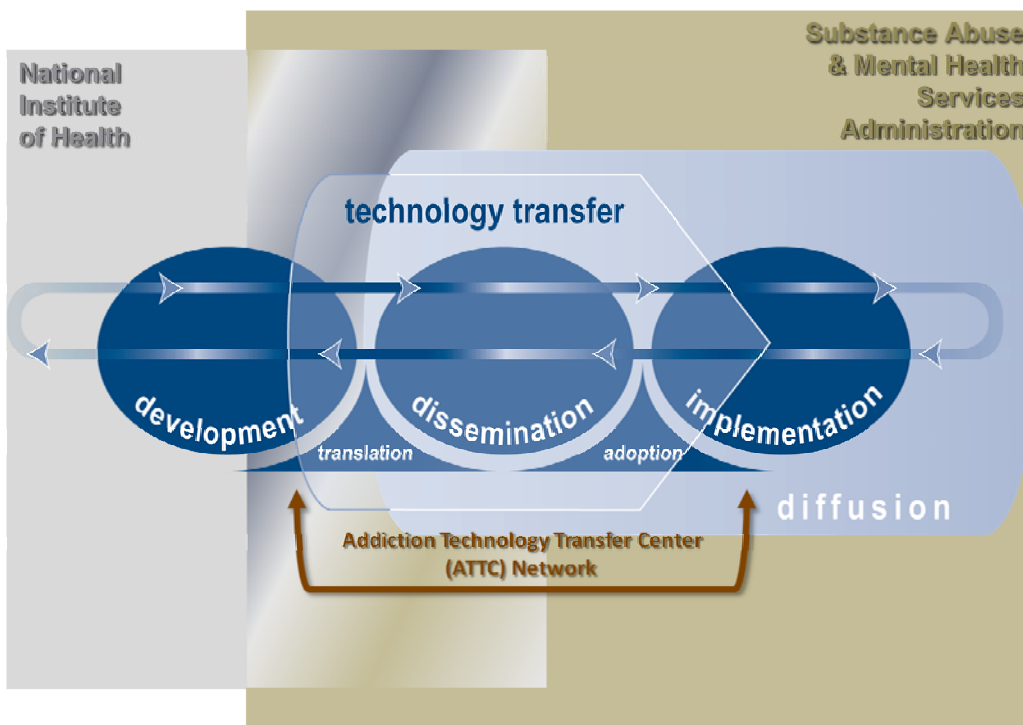 National
Institute
of Health
Substance Abuse
& Mental Health
Services
Administration
technology transfer
development
dissemination
implementation
translation
adoption
diffusion
Addiction Technology Transfer Center
(ATTC) Network